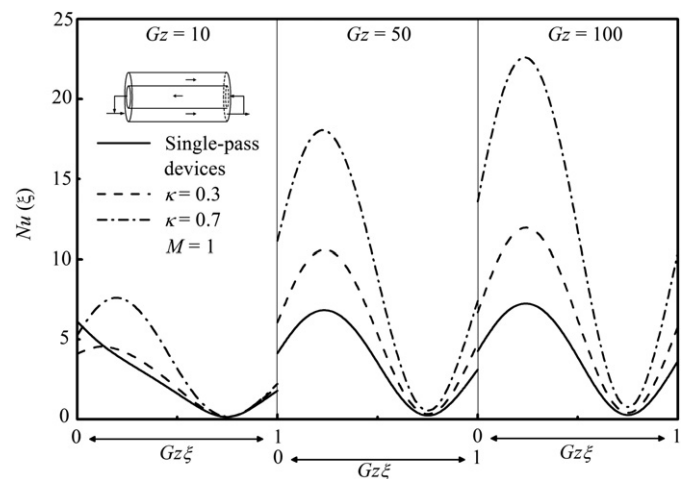 25
20
15
10
5
0
Nu (ξ)
Gz = 10
Gz = 50
Gz = 100
Single-pass
devices
κ = 0.3
κ = 0.7
M = 1
0
1
0
1
0
1
Gzξ
Gzξ
Gzξ